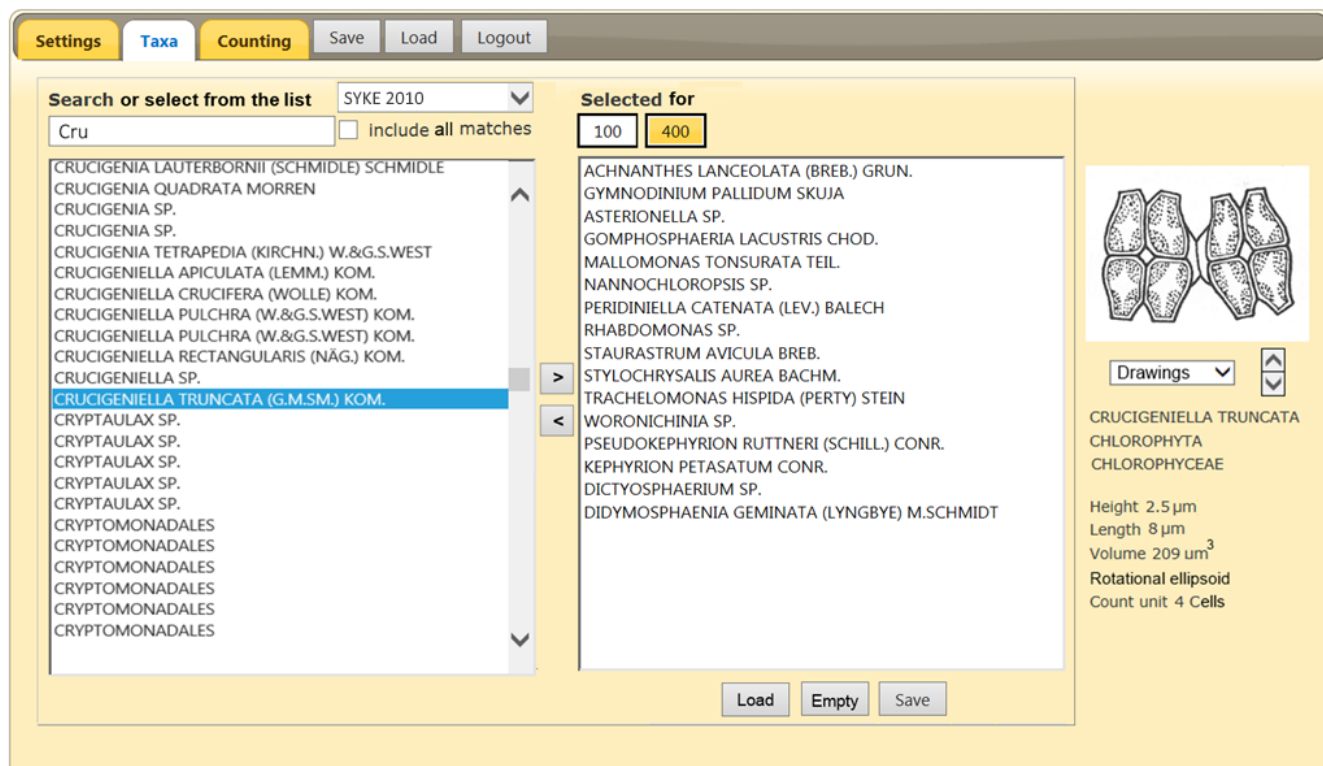 Settings Taxa Counting Save Load Logout
Search or select from the list SYKE 2010
Cru
include all matches
CRUCIGENIA LAUTERBORNII (SCHMIDLE) SCHMIDLE
CRUCIGENIA QUADRATA MORREN
CRUCIGENIA SP.
CRUCIGENIA SP.
CRUCIGENIA TETRAPEDIA (KIRCHN.) W.&G.S.WEST
CRUCIGENIELLA APICULATA (LEMM.) KOM.
CRUCIGENIELLA CRUCIFERA (WOLLE) KOM.
CRUCIGENIELLA PULCHRA (W.&G.S.WEST) KOM.
CRUCIGENIELLA PULCHRA (W.&G.S.WEST) KOM.
CRUCIGENIELLA RECTANGULARIS (NÄG.) KOM.
CRUCIGENIELLA SP.
CRUCIGENIELLA TRUNCATA (G.M.SM.) KOM.
CRYPTAULAX SP.
CRYPTAULAX SP.
CRYPTAULAX SP.
CRYPTAULAX SP.
CRYPTAULAX SP.
CRYPTOMONADALES
CRYPTOMONADALES
CRYPTOMONADALES
CRYPTOMONADALES
CRYPTOMONADALES
CRYPTOMONADALES
>
<
Selected for
100 400
ACHNANTHES LANCEOLATA (BREB.) GRUN.
GYMNODINIUM PALLIDUM SKUJA
ASTERIONELLA SP.
GOMPHOSPHAERIA LACUSTRIS CHOD.
MALLOMONAS TONSURATA TEIL.
NANNOCHLOROPSIS SP.
PERIDINIELLA CATENATA (LEV.) BALECH
RHABDOMONAS SP.
STAURASTRUM AVICULA BREB.
STYLOCHRYSALIS AUREA BACHM.
TRACHELOMONAS HISPIDA (PERTY) STEIN
WORONICHINIA SP.
PSEUDOKEPHYRION RUTTNERI (SCHILL.) CONR.
KEPHYRION PETASATUM CONR.
DICTYOSPHAERIUM SP.
DIDYMOSPHAENIA GEMINATA (LYNGBYE) M.SCHMIDT
Load Empty Save
Drawings
CRUCIGENIELLA TRUNCATA
CHLOROPHYTA
CHLOROPHYCEAE
Height 2.5 µm
Length 8 µm
Volume 209 um³
Rotational ellipsoid
Count unit 4 Cells